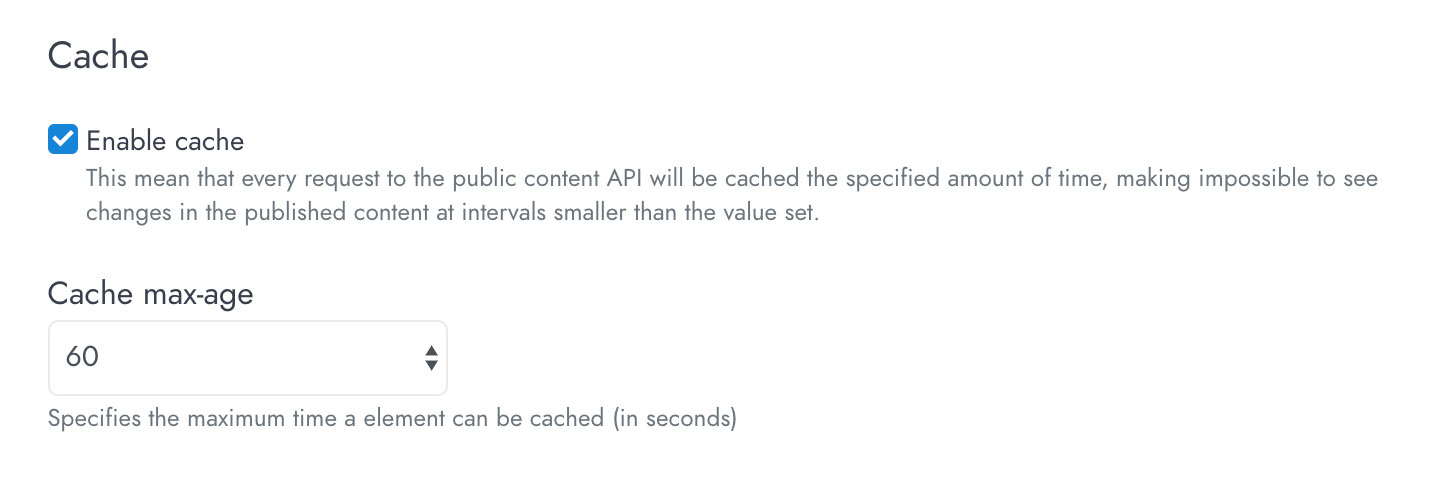 Cache
Enable cache
This mean that every request to the public content API will be cached the specified amount of time, making impossible to see
changes in the published content at intervals smaller than the value set.
Cache max-age
60
Specifies the maximum time a element can be cached (in seconds)